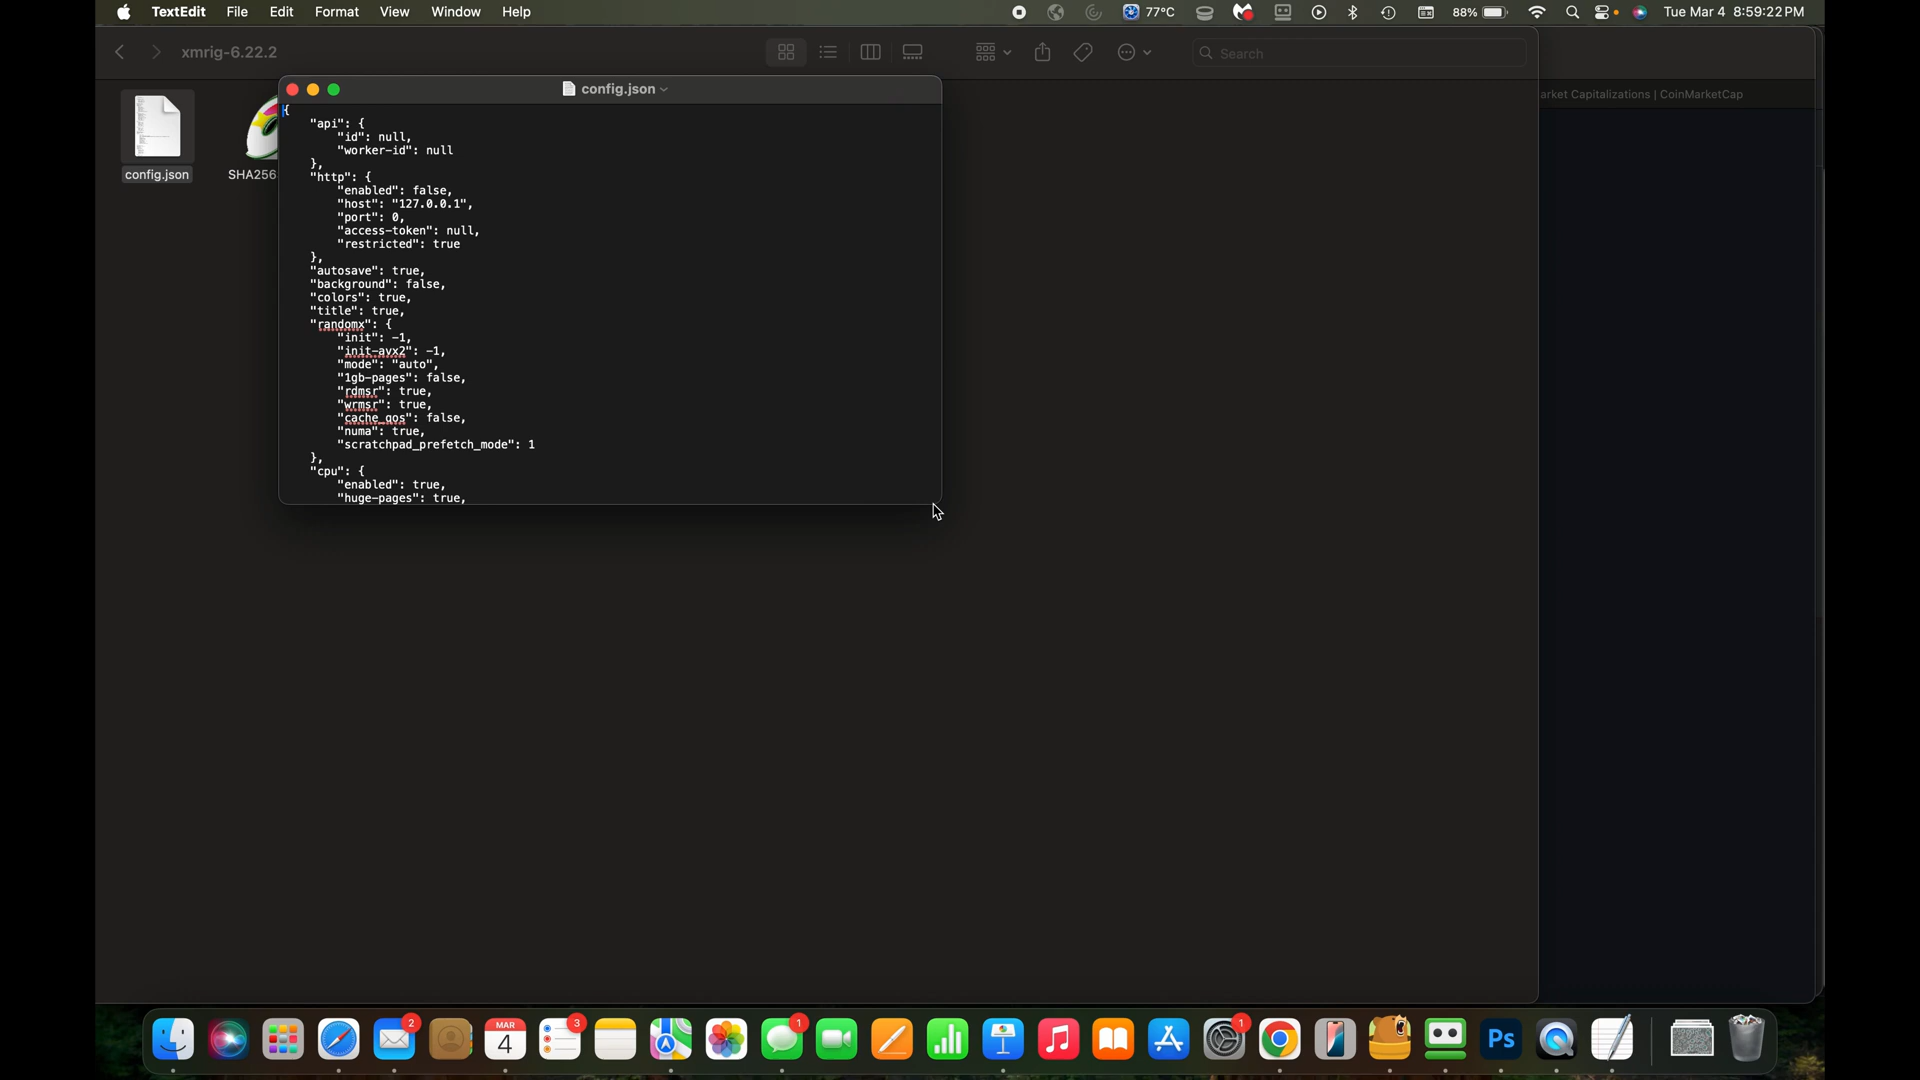 TextEdit File Edit Format View Window Help 77°C 88% Tue Mar 4 8:59:22 PM
xmrig-6.22.2 Search
config.json
arket Capitalizations | CoinMarketCap
config.json
SHA256
{
"api": {
"id": null,
"worker-id": null
},
"http": {
"enabled": false,
"host": "127.0.0.1",
"port": 0,
"access-token": null,
"restricted": true
},
"autosave": true,
"background": false,
"colors": true,
"title": true,
"randomx": {
"init": -1,
"init-avx2": -1,
"mode": "auto",
"1gb-pages": false,
"rdmsr": true,
"wrmsr": true,
"cache_qos": false,
"numa": true,
"scratchpad_prefetch_mode": 1
},
"cpu": {
"enabled": true,
"huge-pages": true,
2 MAR 4 3 1 1 Ps